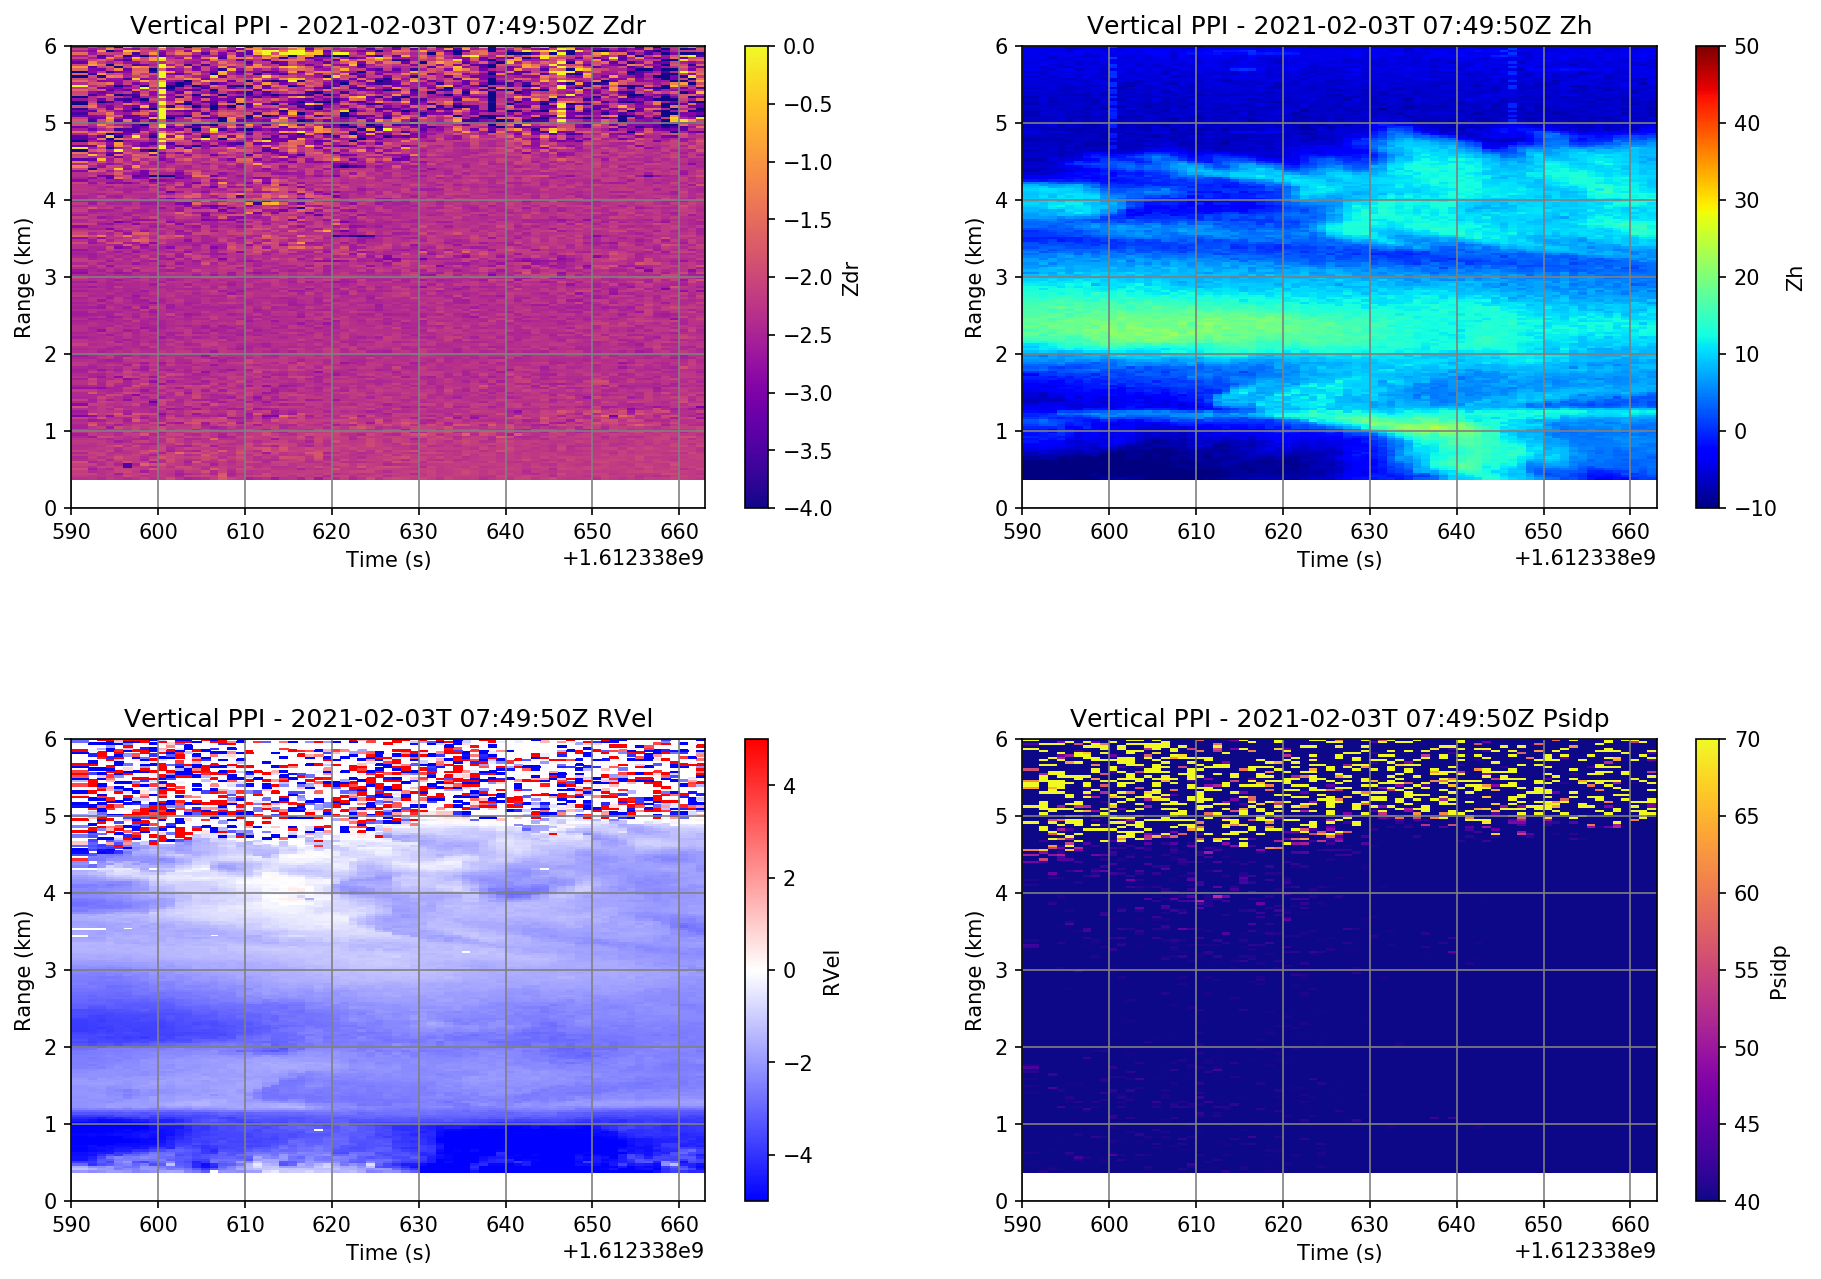 Vertical PPI - 2021-02-03T 07:49:50Z Zdr
6
5
4
3
2
1
0
Range (km)
590 600 610 620 630 640 650 660
Time (s)
+1.612338e9
0.0
−0.5
−1.0
−1.5
−2.0
−2.5
−3.0
−3.5
−4.0
Zdr
Vertical PPI - 2021-02-03T 07:49:50Z Zh
6
5
4
3
2
1
0
Range (km)
590 600 610 620 630 640 650 660
Time (s)
+1.612338e9
50
40
30
20
10
0
−10
Zh
Vertical PPI - 2021-02-03T 07:49:50Z RVel
6
5
4
3
2
1
0
Range (km)
590 600 610 620 630 640 650 660
Time (s)
+1.612338e9
4
2
0
−2
−4
RVel
Vertical PPI - 2021-02-03T 07:49:50Z Psidp
6
5
4
3
2
1
0
Range (km)
590 600 610 620 630 640 650 660
Time (s)
+1.612338e9
70
65
60
55
50
45
40
Psidp